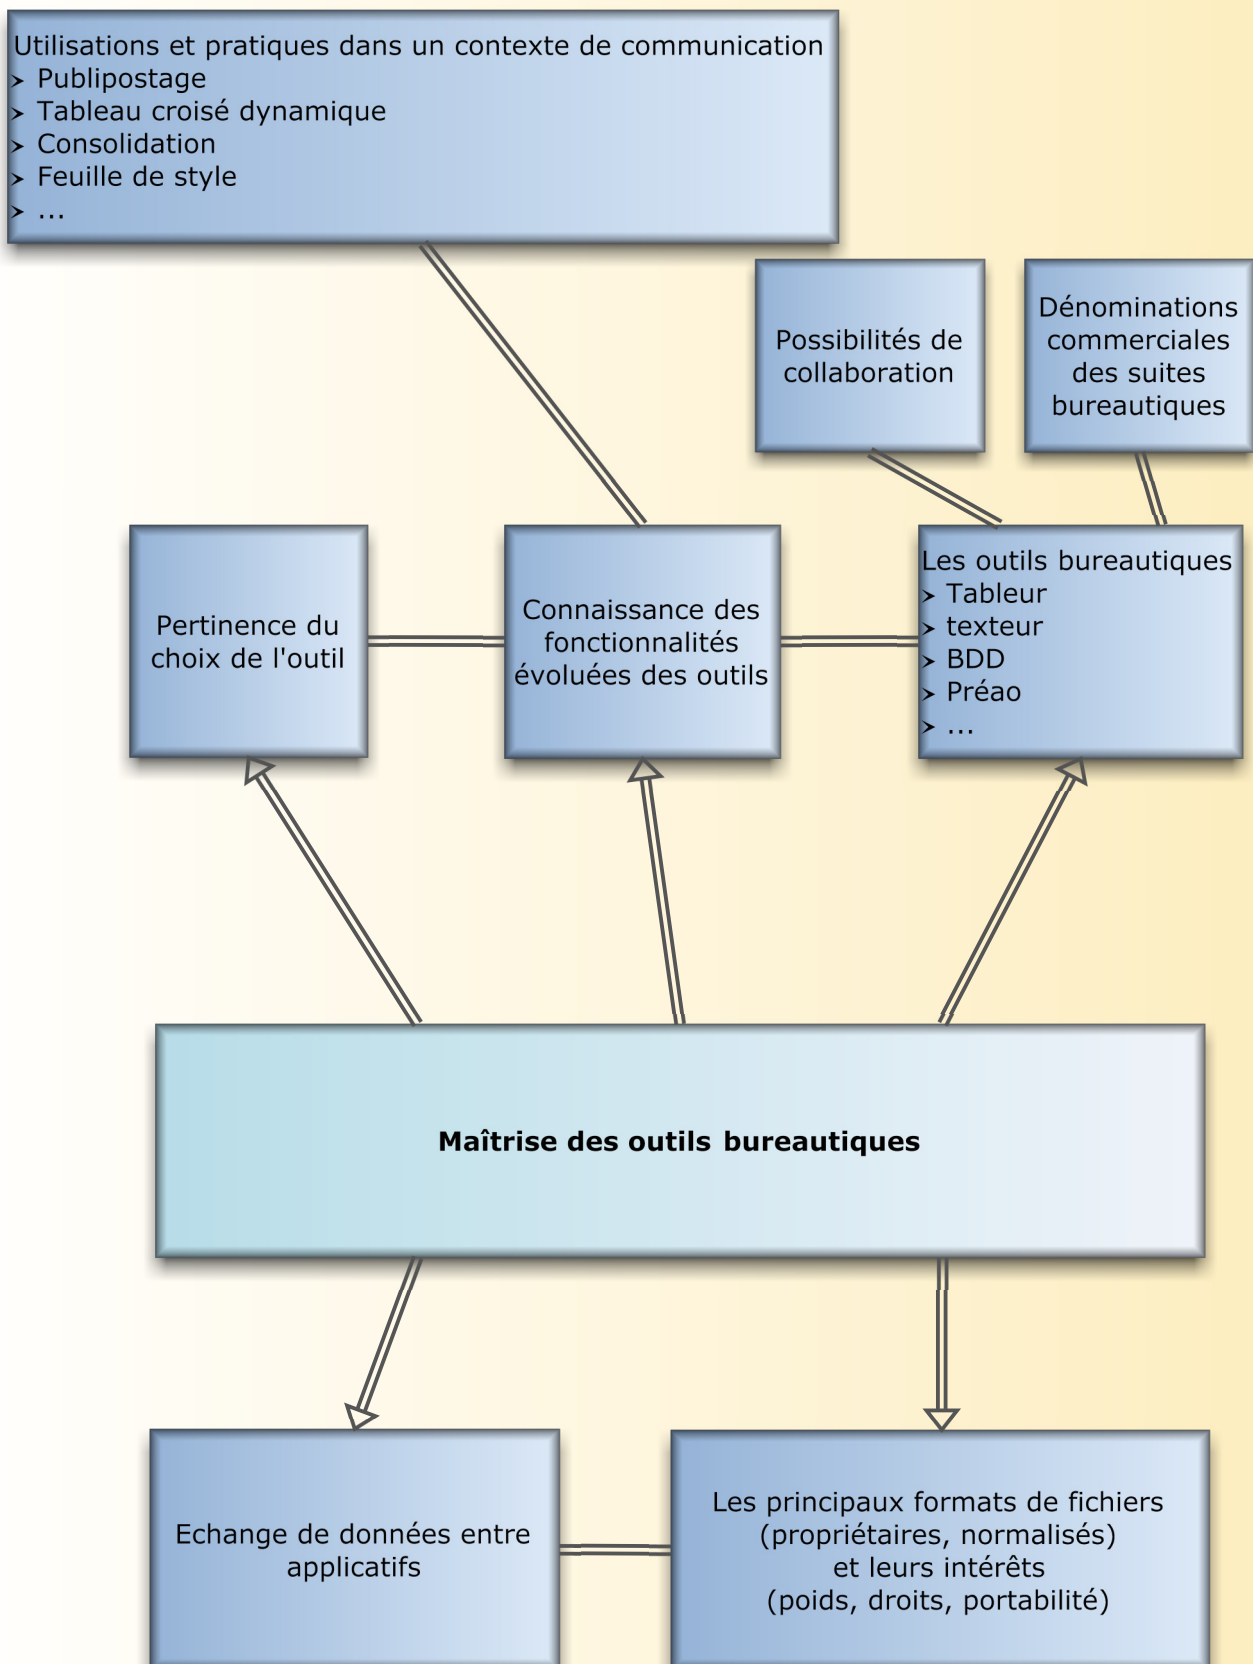 Utilisations et pratiques dans un contexte de communication
➢ Publipostage
➢ Tableau croisé dynamique
➢ Consolidation
➢ Feuille de style
➢ ...
Possibilités de
collaboration
Dénominations
commerciales
des suites
bureautiques
Pertinence du
choix de l'outil
Connaissance des
fonctionnalités
évoluées des outils
Les outils bureautiques
➢ Tableur
➢ texteur
➢ BDD
➢ Préao
➢ ...
Maîtrise des outils bureautiques
Echange de données entre
applicatifs
Les principaux formats de fichiers
(propriétaires, normalisés)
et leurs intérêts
(poids, droits, portabilité)